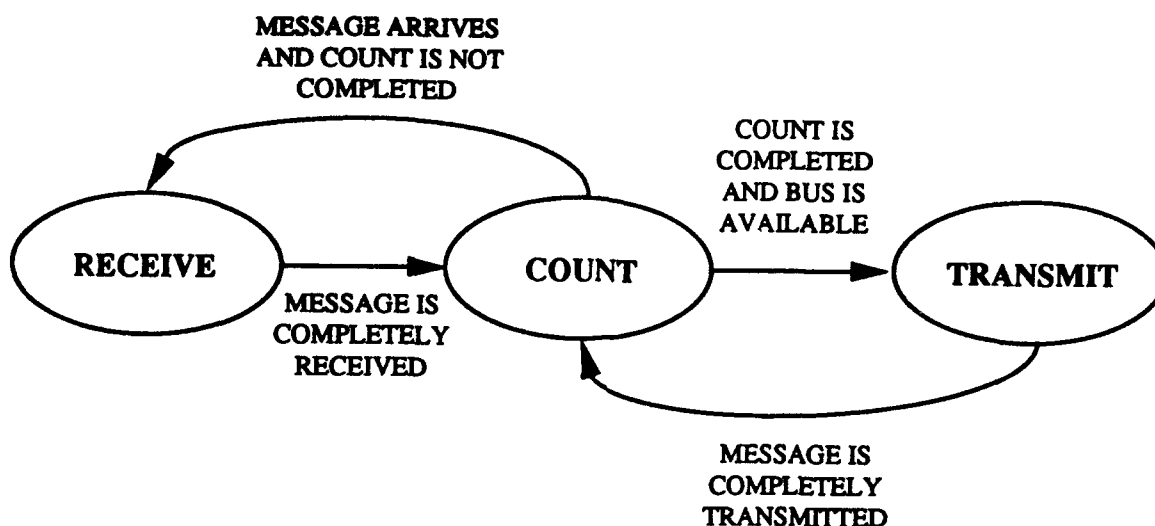 MESSAGE ARRIVES
AND COUNT IS NOT
COMPLETED
COUNT IS
COMPLETED
AND BUS IS
AVAILABLE
RECEIVE
COUNT
TRANSMIT
MESSAGE IS
COMPLETELY
RECEIVED
MESSAGE IS
COMPLETELY
TRANSMITTED